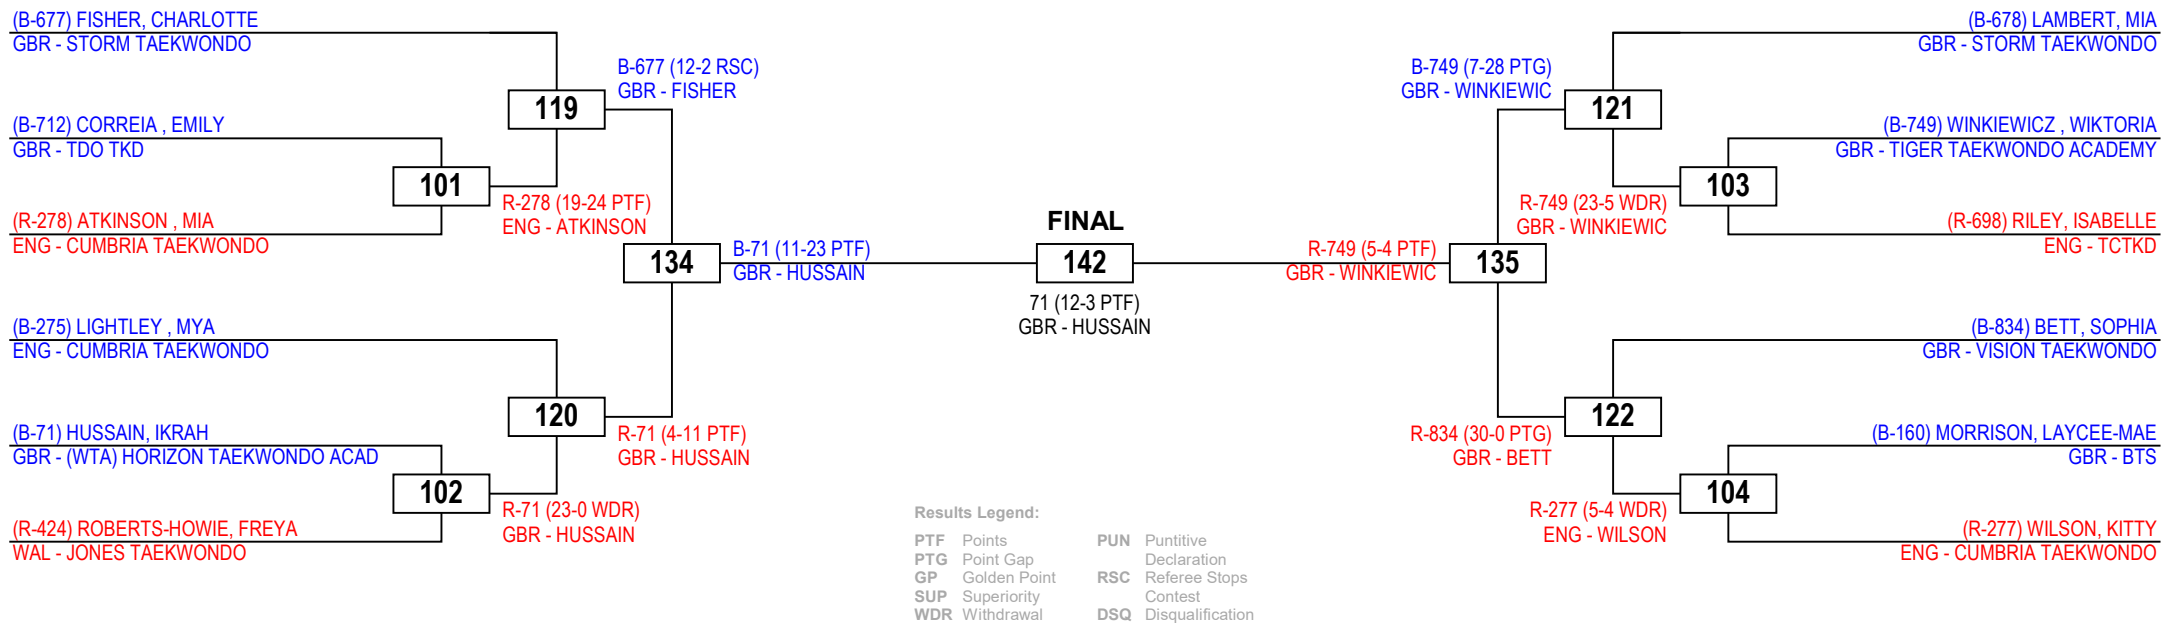 (B-677) FISHER, CHARLOTTE
GBR - STORM TAEKWONDO
B-677 (12-2 RSC)
GBR - FISHER
119
(B-712) CORREIA , EMILY
GBR - TDO TKD
101
(R-278) ATKINSON , MIA
ENG - CUMBRIA TAEKWONDO
R-278 (19-24 PTF)
ENG - ATKINSON
134
B-71 (11-23 PTF)
GBR - HUSSAIN
(B-275) LIGHTLEY , MYA
ENG - CUMBRIA TAEKWONDO
120
R-71 (4-11 PTF)
GBR - HUSSAIN
(B-71) HUSSAIN, IKRAH
GBR - (WTA) HORIZON TAEKWONDO ACAD
102
R-71 (23-0 WDR)
GBR - HUSSAIN
(R-424) ROBERTS-HOWIE, FREYA
WAL - JONES TAEKWONDO
FINAL
142
71 (12-3 PTF)
GBR - HUSSAIN
(B-678) LAMBERT, MIA
GBR - STORM TAEKWONDO
B-749 (7-28 PTG)
GBR - WINKIEWIC
121
(B-749) WINKIEWICZ , WIKTORIA
GBR - TIGER TAEKWONDO ACADEMY
103
R-749 (23-5 WDR)
GBR - WINKIEWIC
(R-698) RILEY, ISABELLE
ENG - TCTKD
R-749 (5-4 PTF)
GBR - WINKIEWIC
135
(B-834) BETT, SOPHIA
GBR - VISION TAEKWONDO
122
R-834 (30-0 PTG)
GBR - BETT
(B-160) MORRISON, LAYCEE-MAE
GBR - BTS
104
R-277 (5-4 WDR)
ENG - WILSON
(R-277) WILSON, KITTY
ENG - CUMBRIA TAEKWONDO
Results Legend:
PTF Points
PTG Point Gap
GP Golden Point
SUP Superiority
WDR Withdrawal
PUN Puntitive
Declaration
RSC Referee Stops
Contest
DSQ Disqualification